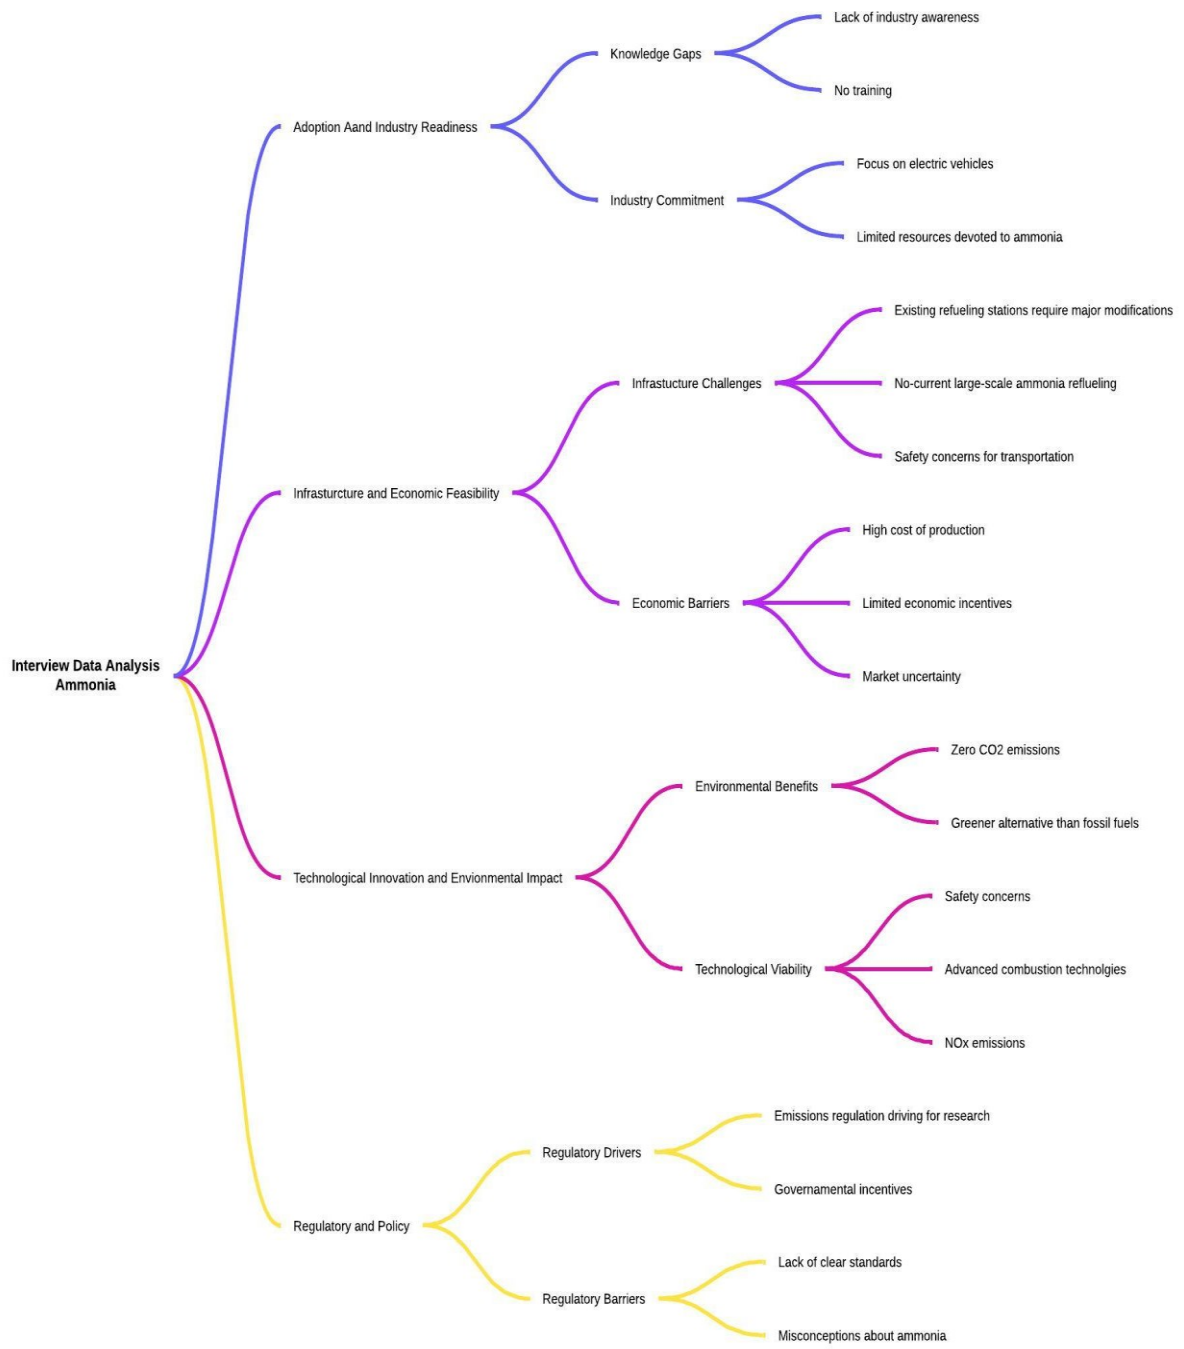 Lack of industry awareness
Knowledge Gaps
No training
Adoption Aand Industry Readiness
Focus on electric vehicles
Industry Commitment
Limited resources devoted to ammonia
Existing refueling stations require major modifications
Infrastucture Challenges
No-current large-scale ammonia reflueling
Safety concerns for transportation
Infrasturcture and Economic Feasibility
High cost of production
Economic Barriers
Limited economic incentives
Market uncertainty
Interview Data Analysis
Ammonia
Zero CO2 emissions
Environmental Benefits
Greener alternative than fossil fuels
Technological Innovation and Envionmental Impact
Safety concerns
Technological Viability
Advanced combustion technolgies
NOx emissions
Emissions regulation driving for research
Regulatory Drivers
Governamental incentives
Regulatory and Policy
Lack of clear standards
Regulatory Barriers
Misconceptions about ammonia